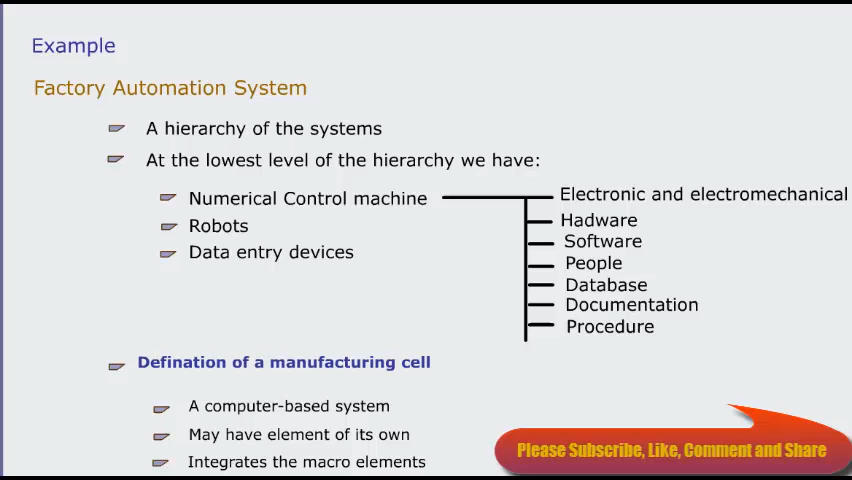 Example
Factory Automation System
A hierarchy of the systems
At the lowest level of the hierarchy we have:
Numerical Control machine
Robots
Data entry devices
Electronic and electromechanical
Hadware
Software
People
Database
Documentation
Procedure
Defination of a manufacturing cell
A computer-based system
May have element of its own
Integrates the macro elements
Please Subscribe, Like, Comment and Share